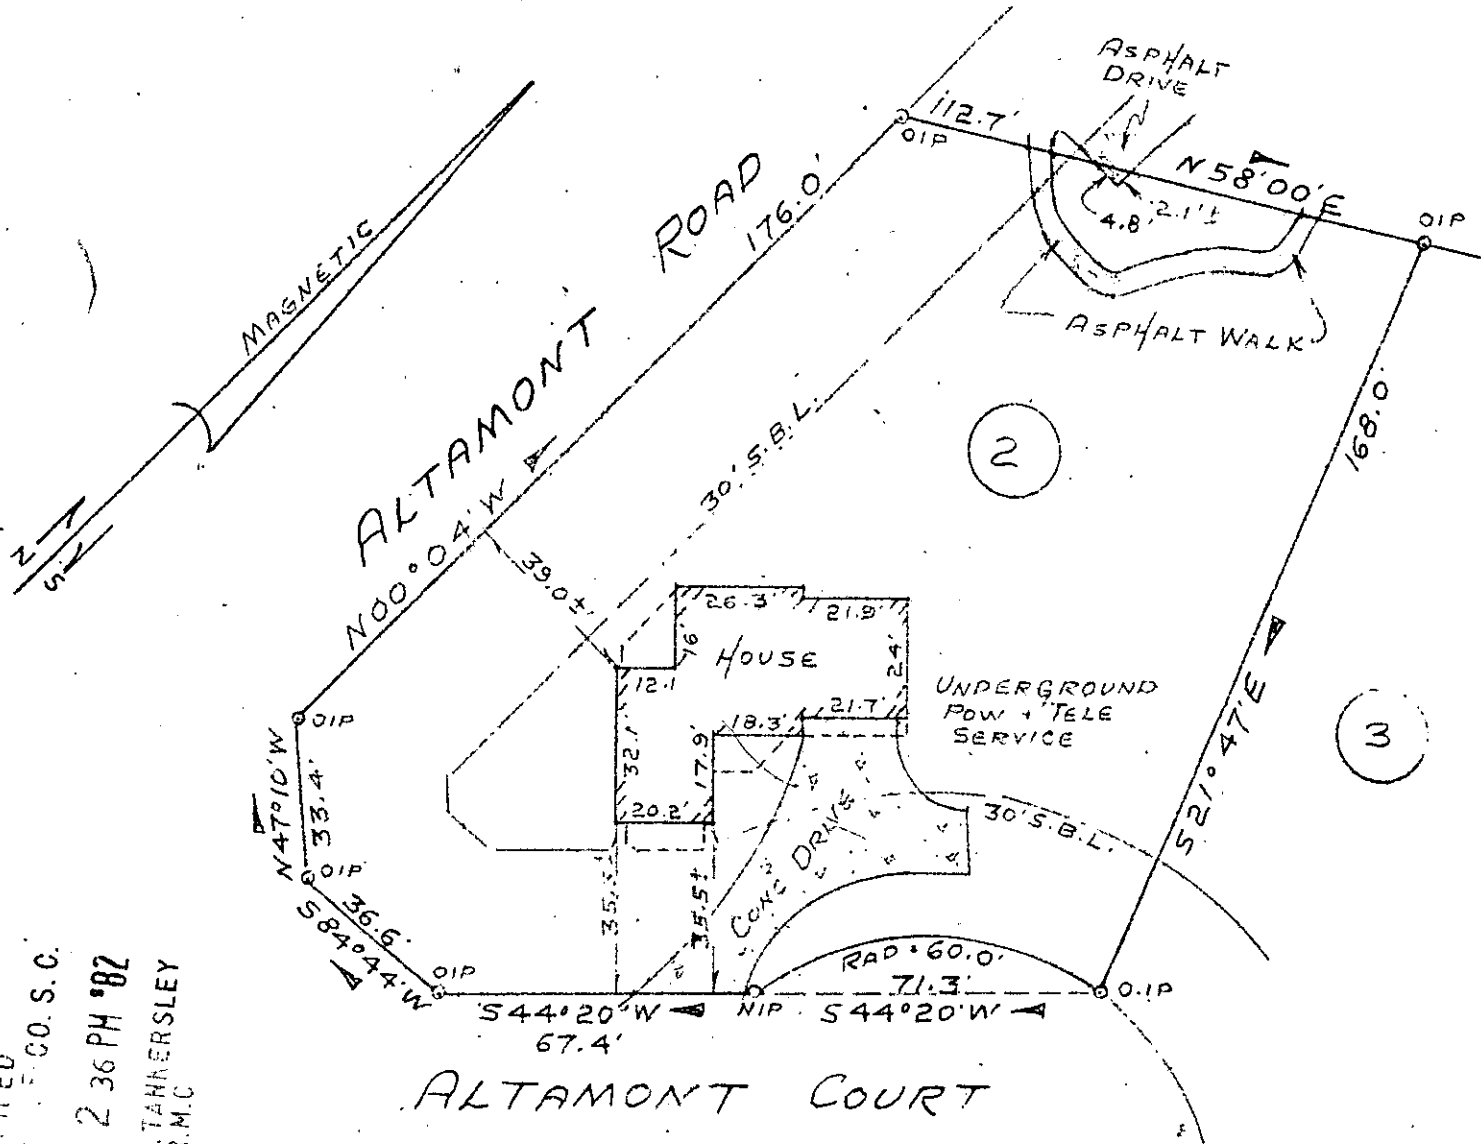 ASPHALT
DRIVE
112.7'
OIP
N 58°00' E
OIP
4.8'
2.1'±
ASPHALT WALK
MAGNETIC
N
S
ALTAMONT ROAD
176.0'
N00°04'W
30' S.B.L.
39.0±'
2
168.0'
S21°47'E
3
26.3'
21.9'
16'
HOUSE
24'
12.1
UNDERGROUND
POW + TELE
SERVICE
21.7'
18.3'
32.1'
17.9'
20.2'
OIP
N47°10'W
33.4'
OIP
36.6'
S84°44'W
OIP
35.5±
CONC DRIVE
30' S.B.L.
RAD = 60.0'
71.3'
S44°20'W
NIP
S44°20'W
O.I.P
67.4'
ALTAMONT COURT
CO. S. C.
2 36 PM '82
TANKERSLEY
R.M.C